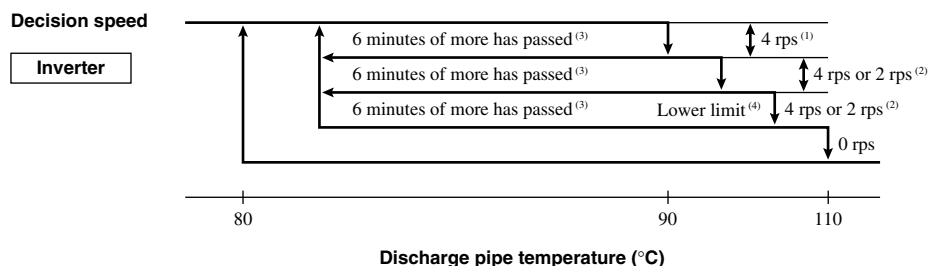 Decision speed
Inverter
6 minutes of more has passed(3)
4 rps(1)
6 minutes of more has passed(3)
4 rps or 2 rps(2)
6 minutes of more has passed(3)
Lower limit(4)
4 rps or 2 rps(2)
0 rps
80
90
110
Discharge pipe temperature (°C)